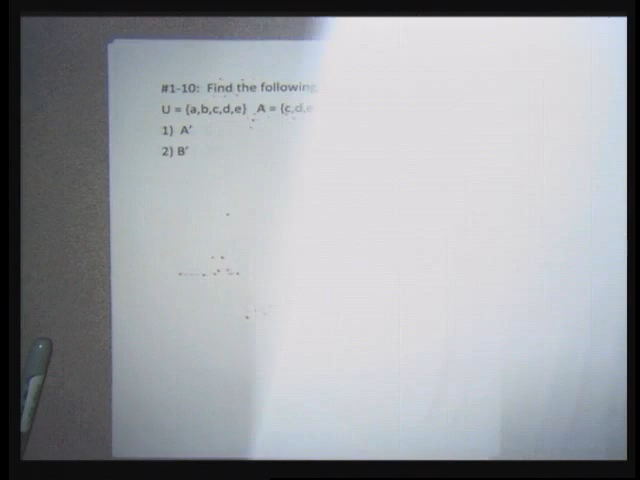 #1-10: Find the following
U = {a,b,c,d,e} A = {c,d,e
1) A'
2) B'